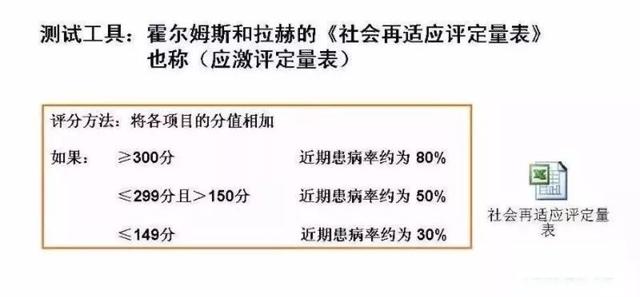 测试工具：霍尔姆斯和拉赫的《社会再适应评定量表》
也称（应激评定量表）
评分方法：将各项目的分值相加
如果： ≥300分 近期患病率约为 80%
≤299分且＞150分 近期患病率约为 50%
≤149分 近期患病率约为 30%
社会再适应评定量
表